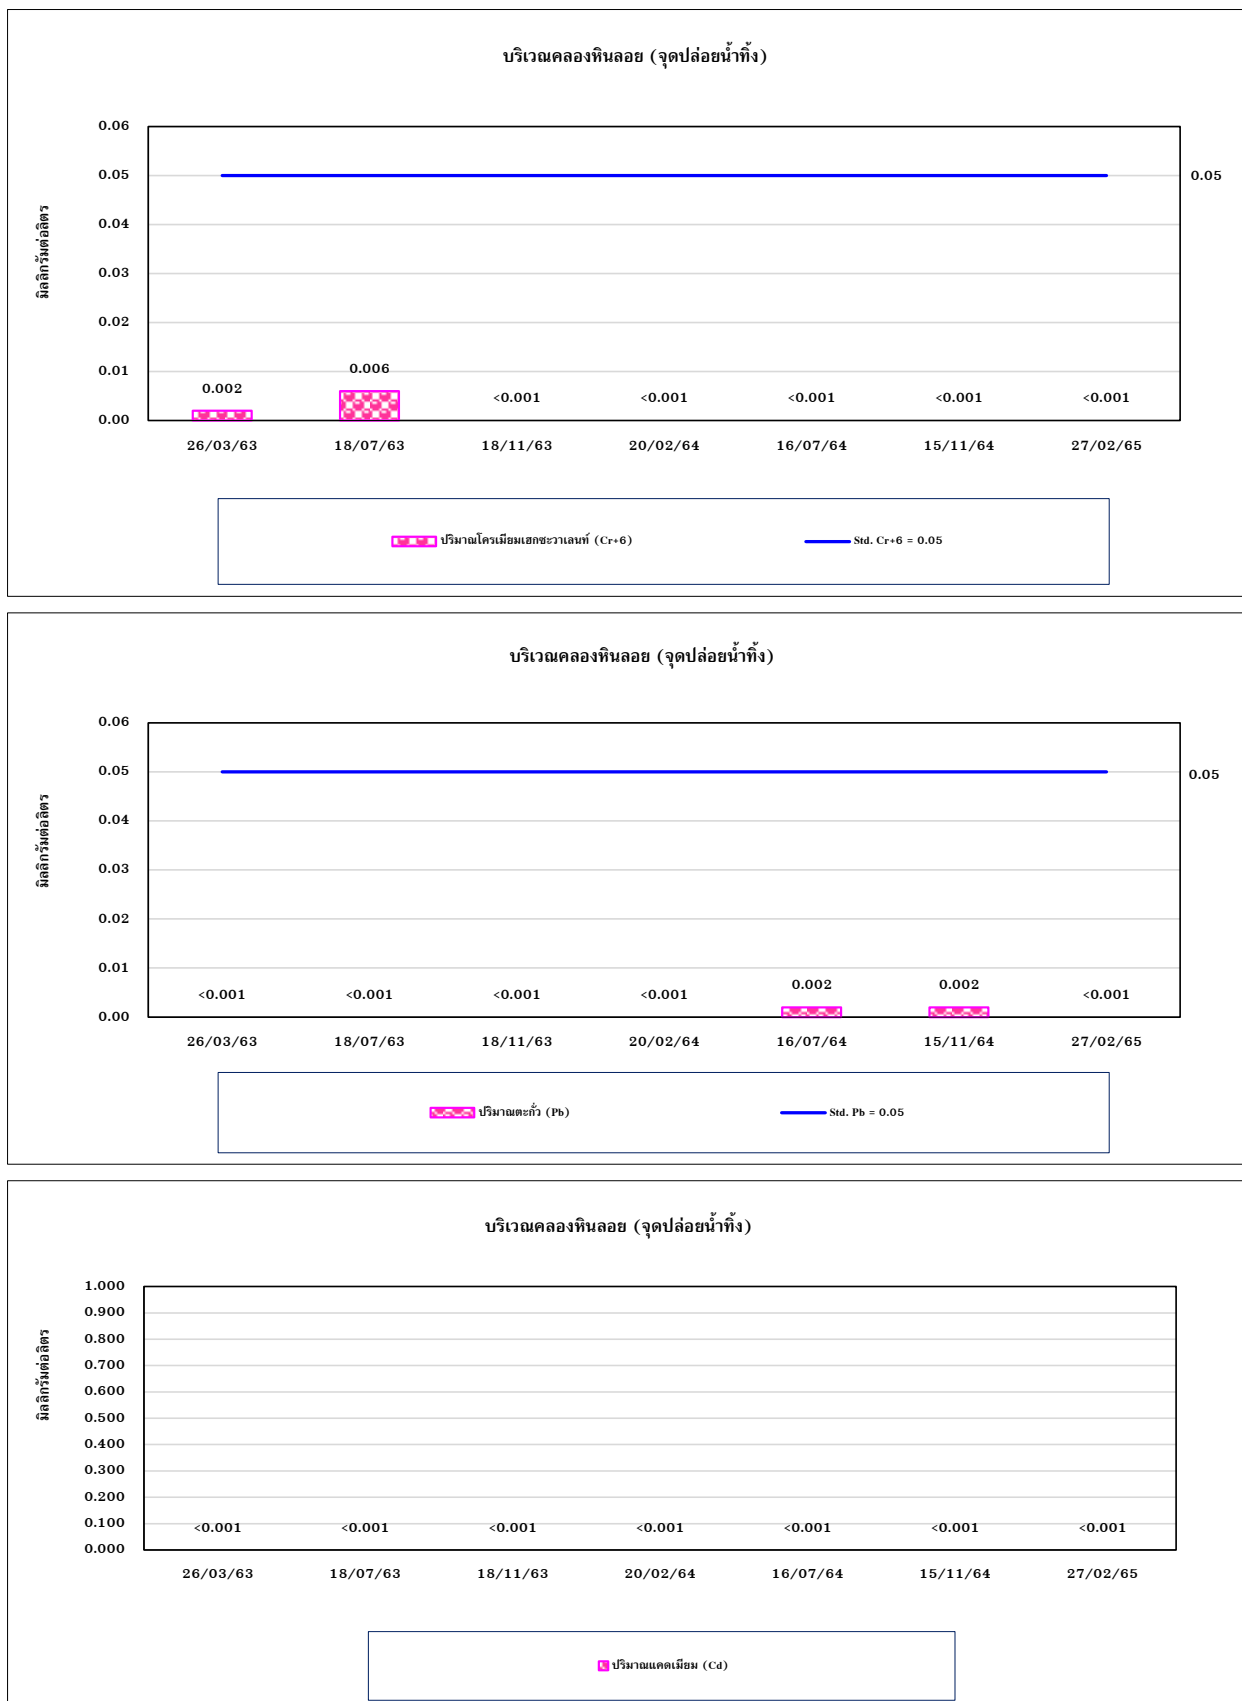 บริเวณคลองหินลอย (จุดปล่อยน้ำทิ้ง)
0.06
0.05
0.04
0.03
0.02
0.01
0.00
มิลลิกรัมต่อลิตร
0.05
0.002 0.006 <0.001 <0.001 <0.001 <0.001 <0.001
26/03/63 18/07/63 18/11/63 20/02/64 16/07/64 15/11/64 27/02/65
ปริมาณโครเมียมเฮกซะวาเลนท์ (Cr+6) Std. Cr+6 = 0.05
บริเวณคลองหินลอย (จุดปล่อยน้ำทิ้ง)
0.06
0.05
0.04
0.03
0.02
0.01
0.00
มิลลิกรัมต่อลิตร
0.05
<0.001 <0.001 <0.001 <0.001 0.002 0.002 <0.001
26/03/63 18/07/63 18/11/63 20/02/64 16/07/64 15/11/64 27/02/65
ปริมาณตะกั่ว (Pb) Std. Pb = 0.05
บริเวณคลองหินลอย (จุดปล่อยน้ำทิ้ง)
1.000
0.900
0.800
0.700
0.600
0.500
0.400
0.300
0.200
0.100
0.000
มิลลิกรัมต่อลิตร
<0.001 <0.001 <0.001 <0.001 <0.001 <0.001 <0.001
26/03/63 18/07/63 18/11/63 20/02/64 16/07/64 15/11/64 27/02/65
ปริมาณแคดเมียม (Cd)